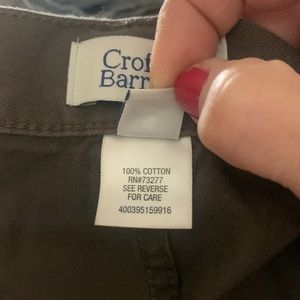 Crof
Barr
100% COTTON
RN#73277
SEE REVERSE
FOR CARE
400395159916